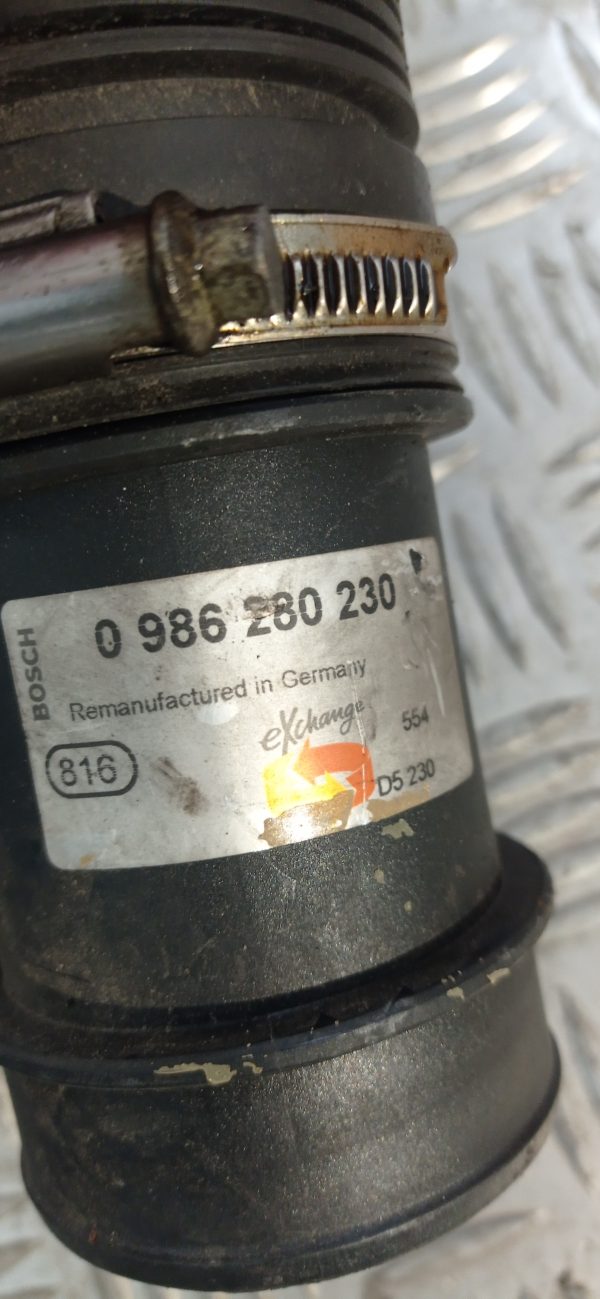 BOSCH
0 986 280 230
Remanufactured in Germany
eXchange
554
816
D5 230